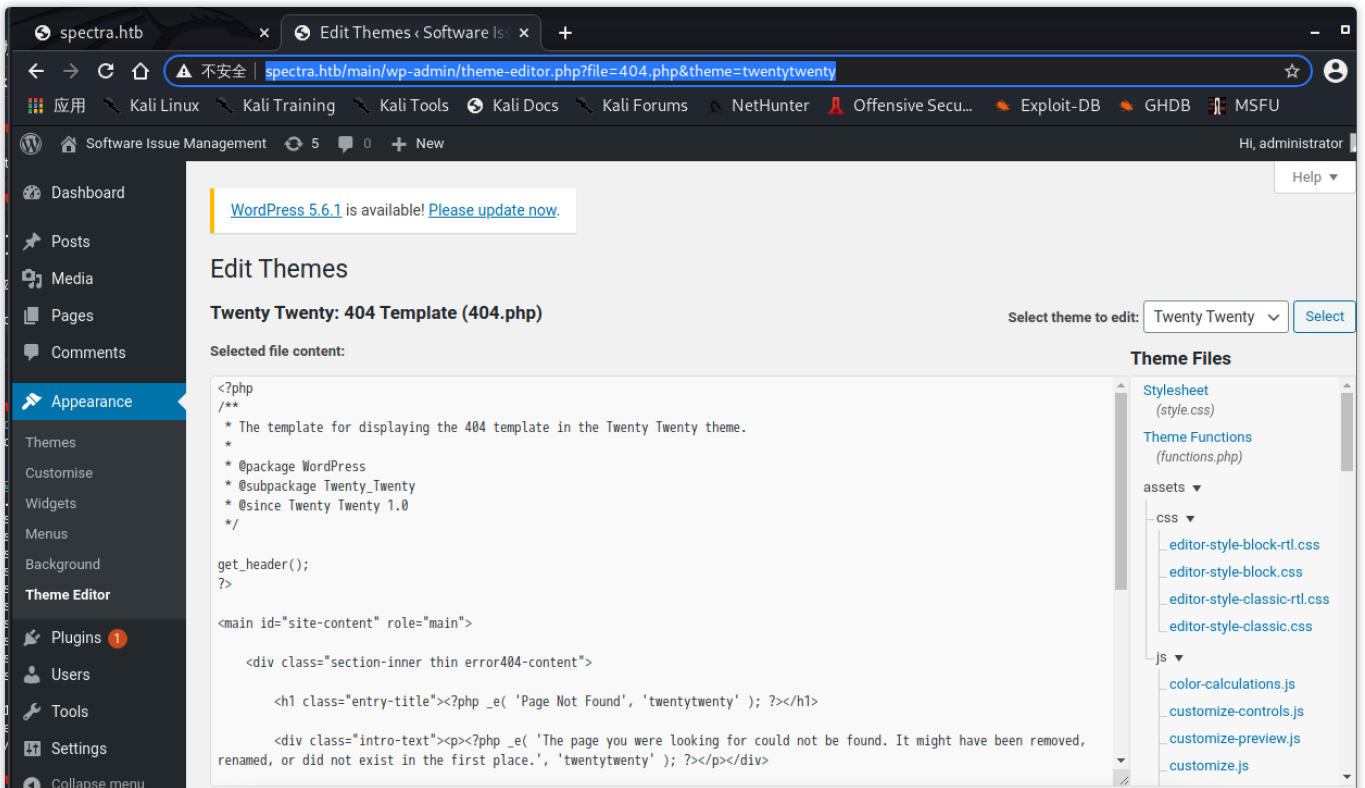 spectra.htb
Edit Themes ‹ Software Is
不安全 | spectra.htb/main/wp-admin/theme-editor.php?file=404.php&theme=twentytwenty
应用 Kali Linux Kali Training Kali Tools Kali Docs Kali Forums NetHunter Offensive Secu... Exploit-DB GHDB MSFU
Software Issue Management 5 0 + New Hi, administrator
Help ▼
Dashboard
Posts
Media
Pages
Comments
Appearance
Themes
Customise
Widgets
Menus
Background
Theme Editor
Plugins 1
Users
Tools
Settings
Collapse menu
WordPress 5.6.1 is available! Please update now.
Edit Themes
Twenty Twenty: 404 Template (404.php)
Select theme to edit: Twenty Twenty Select
Selected file content:
<?php
/**
 * The template for displaying the 404 template in the Twenty Twenty theme.
 *
 * @package WordPress
 * @subpackage Twenty_Twenty
 * @since Twenty Twenty 1.0
 */
get_header();
?>
<main id="site-content" role="main">
<div class="section-inner thin error404-content">
<h1 class="entry-title"><?php _e( 'Page Not Found', 'twentytwenty' ); ?></h1>
<div class="intro-text"><p><?php _e( 'The page you were looking for could not be found. It might have been removed,
renamed, or did not exist in the first place.', 'twentytwenty' ); ?></p></div>
Theme Files
Stylesheet
(style.css)
Theme Functions
(functions.php)
assets ▼
css ▼
editor-style-block-rtl.css
editor-style-block.css
editor-style-classic-rtl.css
editor-style-classic.css
js ▼
color-calculations.js
customize-controls.js
customize-preview.js
customize.js